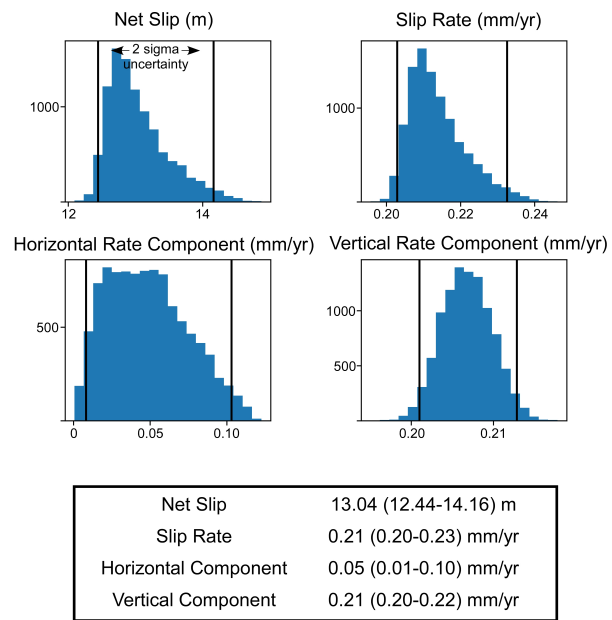 Net Slip (m)
Slip Rate (mm/yr)
2 sigma
uncertainty
1000
12 14
1000
0.20 0.22 0.24
Horizontal Rate Component (mm/yr)
Vertical Rate Component (mm/yr)
500
0 0.05 0.10
1000
500
0.20 0.21
Net Slip 13.04 (12.44-14.16) m
Slip Rate 0.21 (0.20-0.23) mm/yr
Horizontal Component 0.05 (0.01-0.10) mm/yr
Vertical Component 0.21 (0.20-0.22) mm/yr